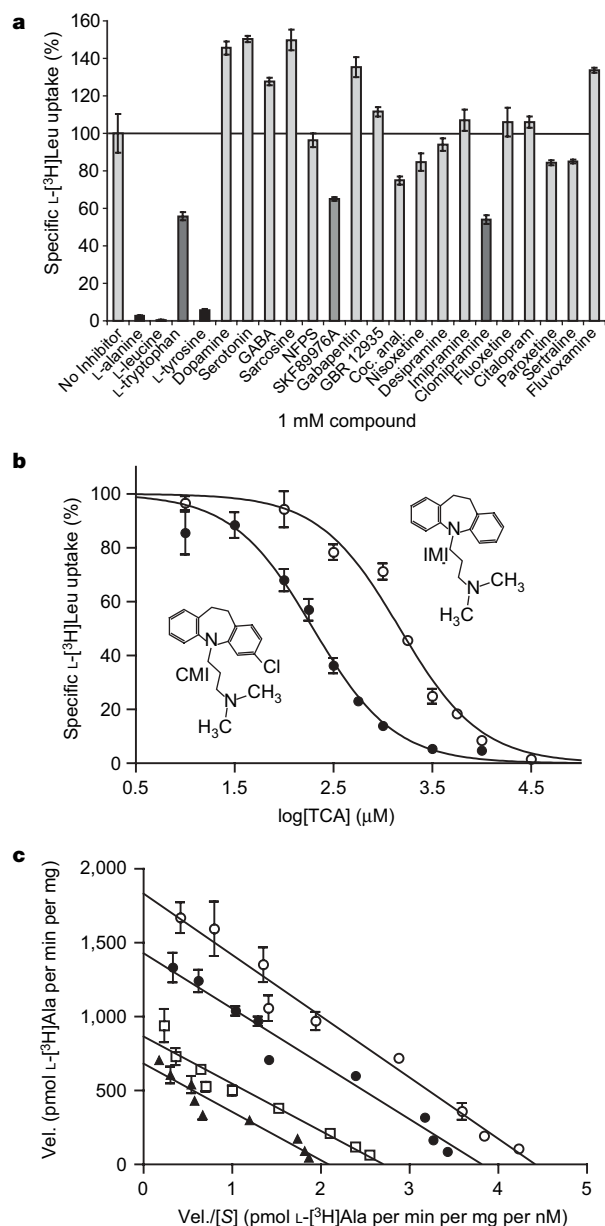 a
Specific L-[³H]Leu uptake (%)
160
140
120
100
80
60
40
20
0
No Inhibitor
L-alanine
L-leucine
L-tryptophan
L-tyrosine
Dopamine
Serotonin
GABA
Sarcosine
NFPS
SKF89976A
Gabapentin
GBR 12935
Coc. anal.
Nisoxetine
Desipramine
Imipramine
Clomipramine
Fluoxetine
Citalopram
Paroxetine
Sertraline
Fluvoxamine
1 mM compound
b
Specific L-[³H]Leu uptake (%)
100
80
60
40
20
0
N
IMI
N
CH₃
H₃C
N
Cl
CMI
N
CH₃
H₃C
0.5
1.5
2.5
3.5
4.5
log[TCA] (μM)
c
Vel. (pmol L-[³H]Ala per min per mg)
2,000
1,500
1,000
500
0
0
1
2
3
4
5
Vel./[S] (pmol L-[³H]Ala per min per mg per nM)